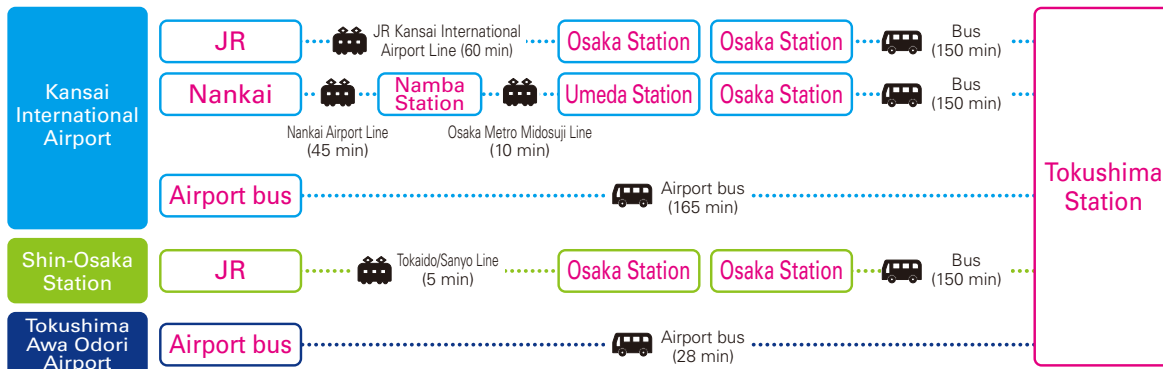 Kansai
International
Airport
JR
JR Kansai International
Airport Line (60 min)
Osaka Station
Osaka Station
Bus
(150 min)
Nankai
Nankai Airport Line
(45 min)
Namba
Station
Osaka Metro Midosuji Line
(10 min)
Umeda Station
Osaka Station
Bus
(150 min)
Airport bus
Airport bus
(165 min)
Shin-Osaka
Station
JR
Tokaido/Sanyo Line
(5 min)
Osaka Station
Osaka Station
Bus
(150 min)
Tokushima
Awa Odori
Airport
Airport bus
Airport bus
(28 min)
Tokushima
Station